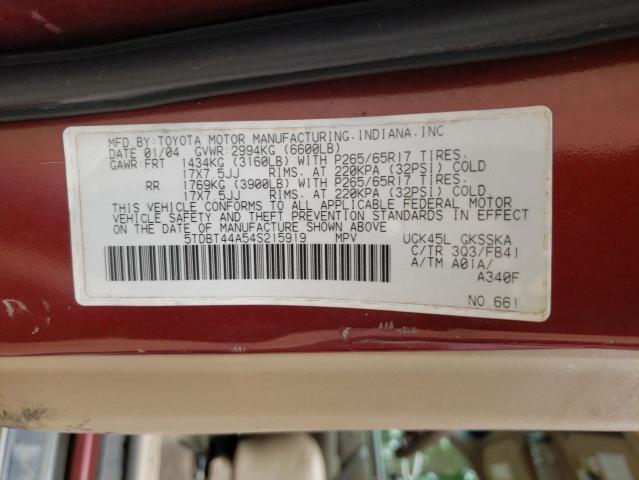 MFD.BY:TOYOTA MOTOR MANUFACTURING.INDIANA.INC
DATE 01/04 GVWR:2994KG (6600LB)
GAWR:FRT 1434KG (3160LB) WITH P265/65R17 TIRES.
17X7.5JJ RIMS. AT 220KPA (32PSI) COLD
RR 1769KG (3900LB) WITH P265/65R17 TIRES.
17X7.5JJ RIMS. AT 220KPA (32PSI) COLD.
THIS VEHICLE CONFORMS TO ALL APPLICABLE FEDERAL MOTOR
VEHICLE SAFETY AND THEFT PREVENTION STANDARDS IN EFFECT
ON THE DATE OF MANUFACTURE SHOWN ABOVE
5TDBT44A54S215919 MPV UGK45L GKSSKA
C/TR 3Q3/FB41
A/TM A01A/
A340F
NO 661